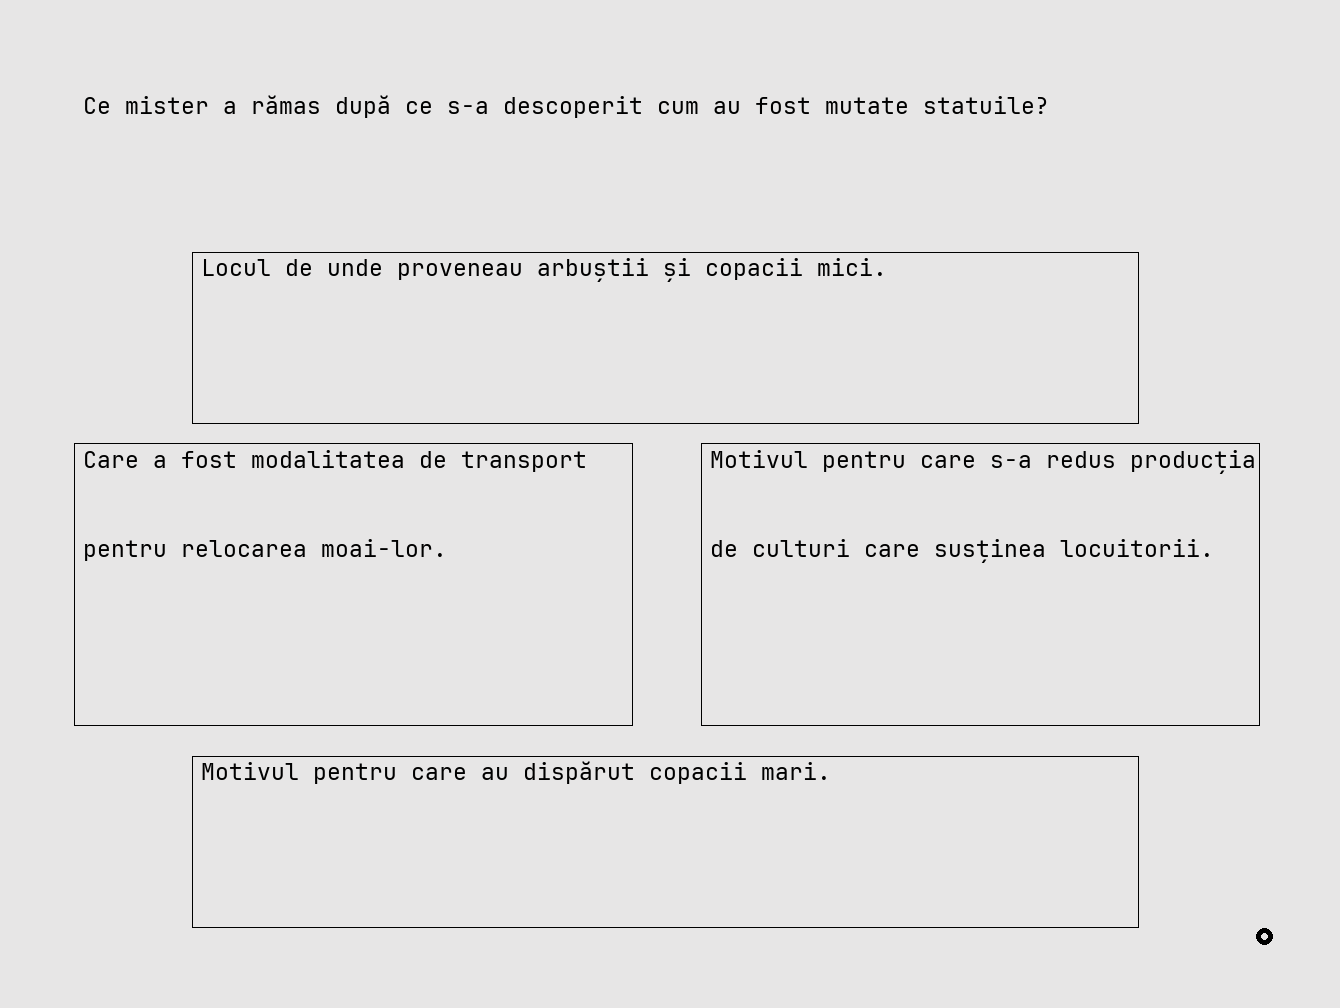 Ce mister a rămas după ce s-a descoperit cum au fost mutate statuile?
Locul de unde proveneau arbuștii și copacii mici.
Care a fost modalitatea de transport
pentru relocarea moai-lor.
Motivul pentru care s-a redus producția
de culturi care susținea locuitorii.
Motivul pentru care au dispărut copacii mari.